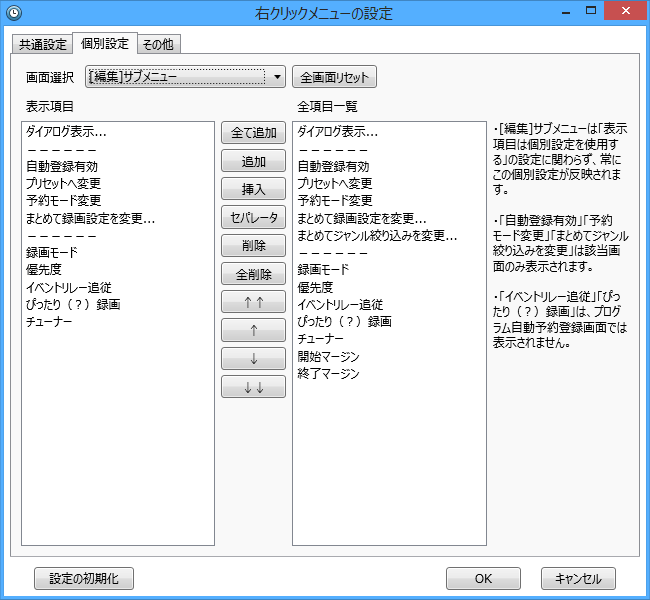 右クリックメニューの設定
共通設定
個別設定
その他
画面選択
[編集]サブメニュー
全画面リセット
表示項目
ダイアログ表示...
－－－－－－
自動登録有効
プリセットへ変更
予約モード変更
まとめて録画設定を変更...
－－－－－－
録画モード
優先度
イベントリレー追従
ぴったり（？）録画
チューナー
全て追加
追加
挿入
セパレータ
削除
全削除
↑↑
↑
↓
↓↓
全項目一覧
ダイアログ表示...
－－－－－－
自動登録有効
プリセットへ変更
予約モード変更
まとめて録画設定を変更...
まとめてジャンル絞り込みを変更...
－－－－－－
録画モード
優先度
イベントリレー追従
ぴったり（？）録画
チューナー
開始マージン
終了マージン
・[編集]サブメニューは「表示
項目は個別設定を使用す
る」の設定に関わらず、常に
この個別設定が反映されま
す。
・「自動登録有効」「予約
モード変更」「まとめてジャンル
絞り込みを変更」は該当画
面のみ表示されます。
・「イベントリレー追従」「ぴっ
たり（？）録画」は、プログ
ラム自動予約登録画面では
表示されません。
設定の初期化
OK
キャンセル